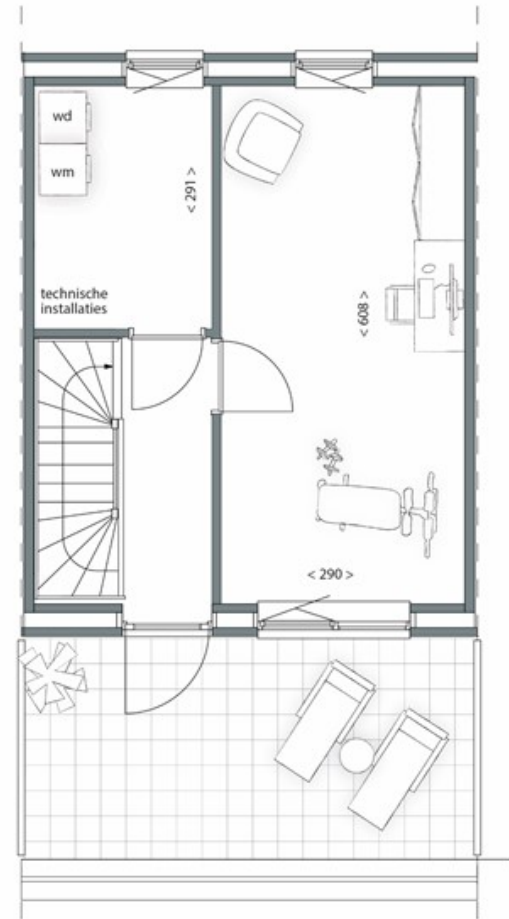 wd
wm
< 291 >
technische
installaties
< 608 >
< 290 >